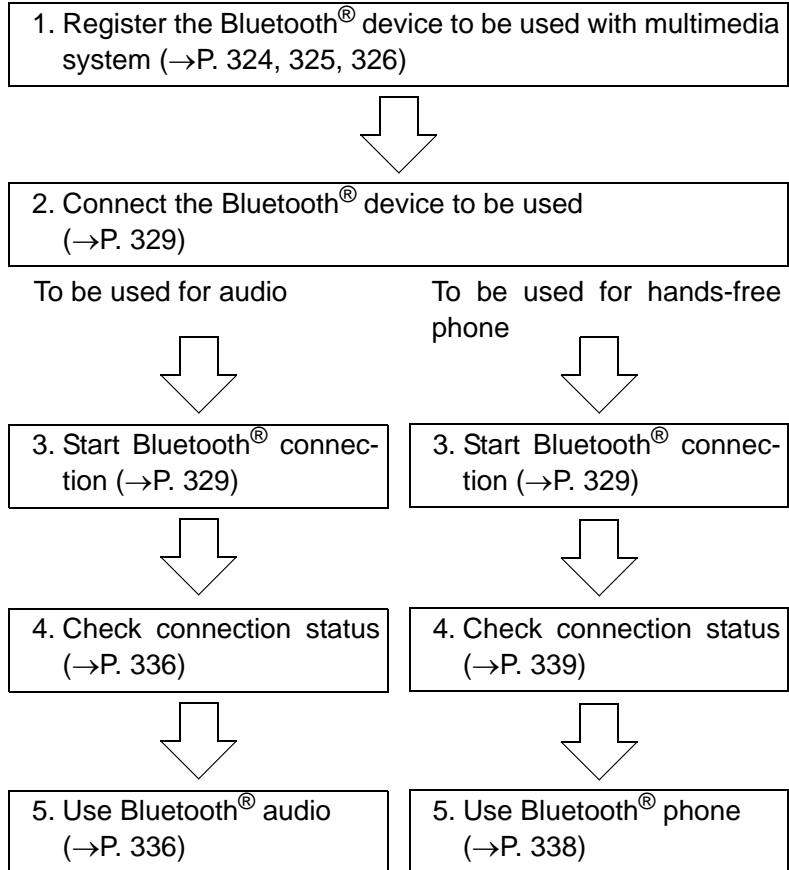 1. Register the Bluetooth® device to be used with multimedia
system (→P. 324, 325, 326)
2. Connect the Bluetooth® device to be used
(→P. 329)
To be used for audio
To be used for hands-free
phone
3. Start Bluetooth® connec-
tion (→P. 329)
3. Start Bluetooth® connec-
tion (→P. 329)
4. Check connection status
(→P. 336)
4. Check connection status
(→P. 339)
5. Use Bluetooth® audio
(→P. 336)
5. Use Bluetooth® phone
(→P. 338)